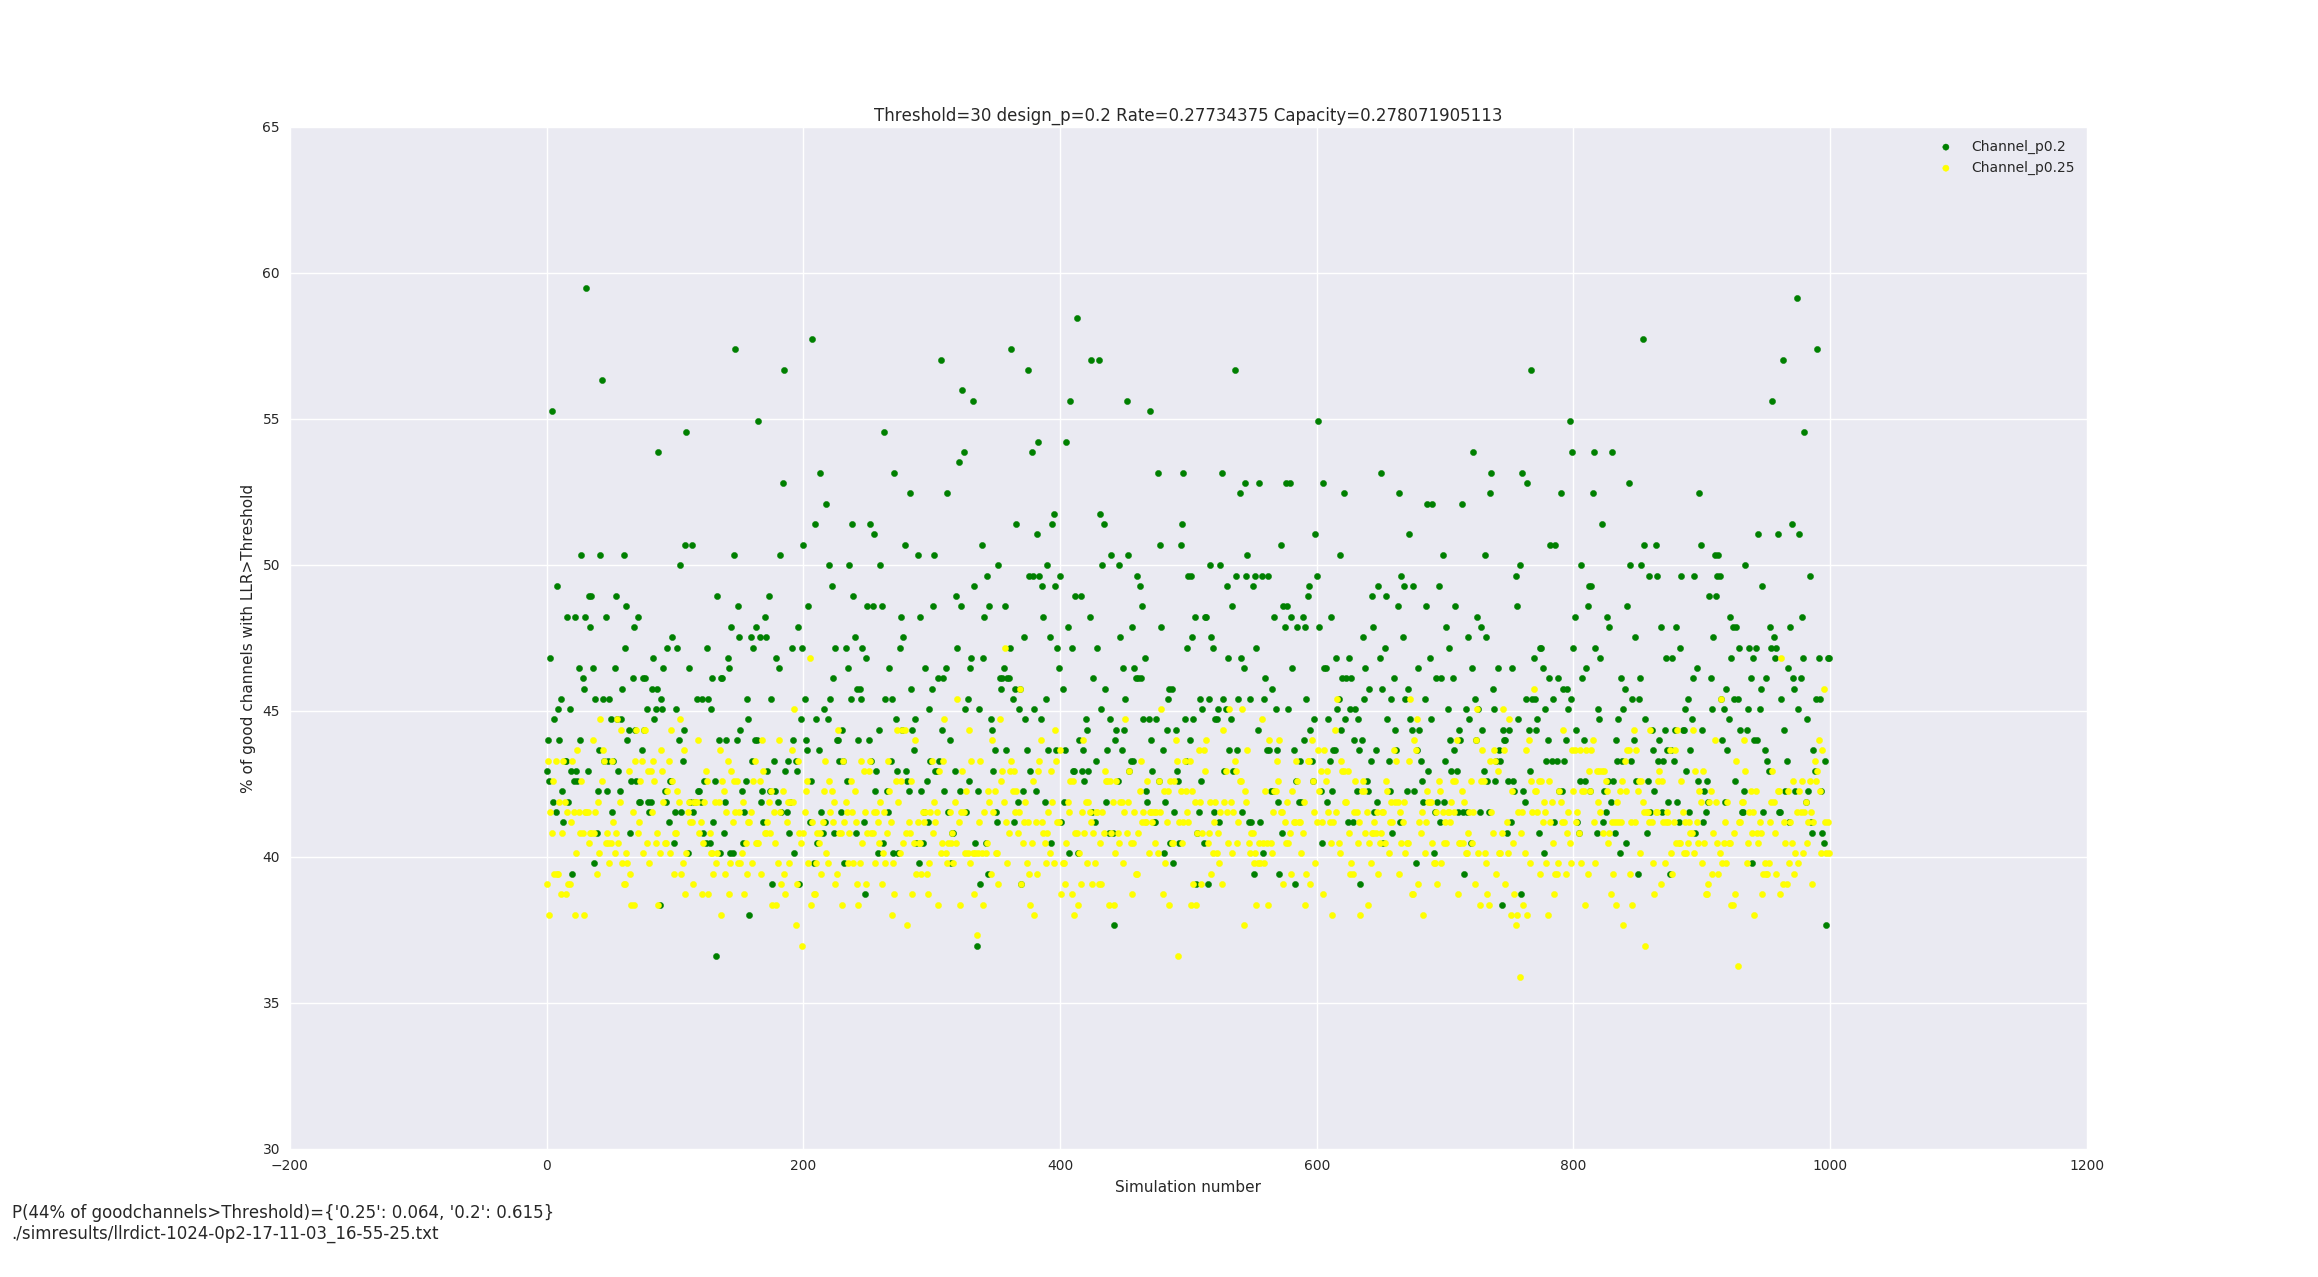 Threshold=30 design_p=0.2 Rate=0.27734375 Capacity=0.278071905113
65
60
55
50
45
40
35
30
% of good channels with LLR>Threshold
Channel_p0.2
Channel_p0.25
−200
0
200
400
600
800
1000
1200
Simulation number
P(44% of goodchannels>Threshold)={'0.25': 0.064, '0.2': 0.615}
./simresults/llrdict-1024-0p2-17-11-03_16-55-25.txt